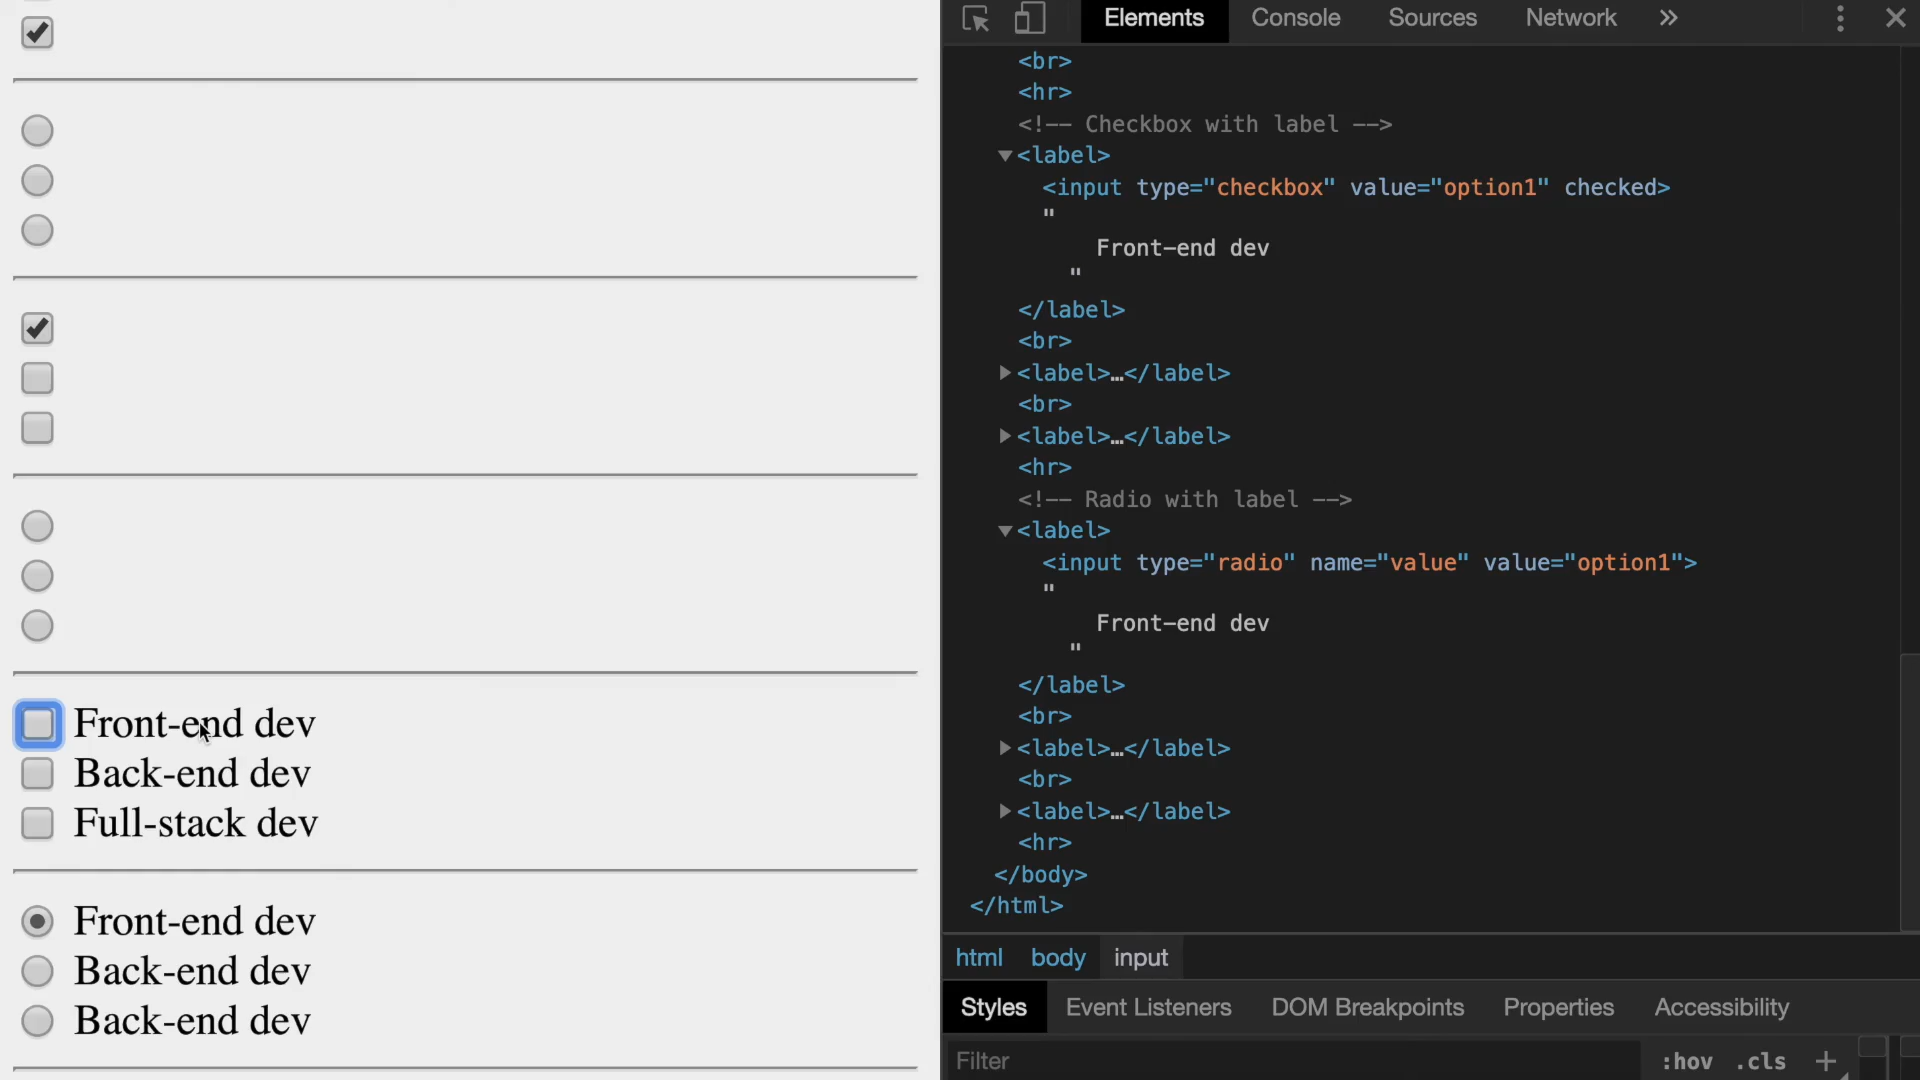 Front-end dev
Back-end dev
Full-stack dev
Front-end dev
Back-end dev
Back-end dev
Elements Console Sources Network »
<br>
<hr>
<!-- Checkbox with label -->
▼<label>
<input type="checkbox" value="option1" checked>
"
Front-end dev
"
</label>
<br>
▶<label>…</label>
<br>
▶<label>…</label>
<hr>
<!-- Radio with label -->
▼<label>
<input type="radio" name="value" value="option1">
"
Front-end dev
"
</label>
<br>
▶<label>…</label>
<br>
▶<label>…</label>
<hr>
</body>
</html>
html body input
Styles Event Listeners DOM Breakpoints Properties Accessibility
Filter :hov .cls +